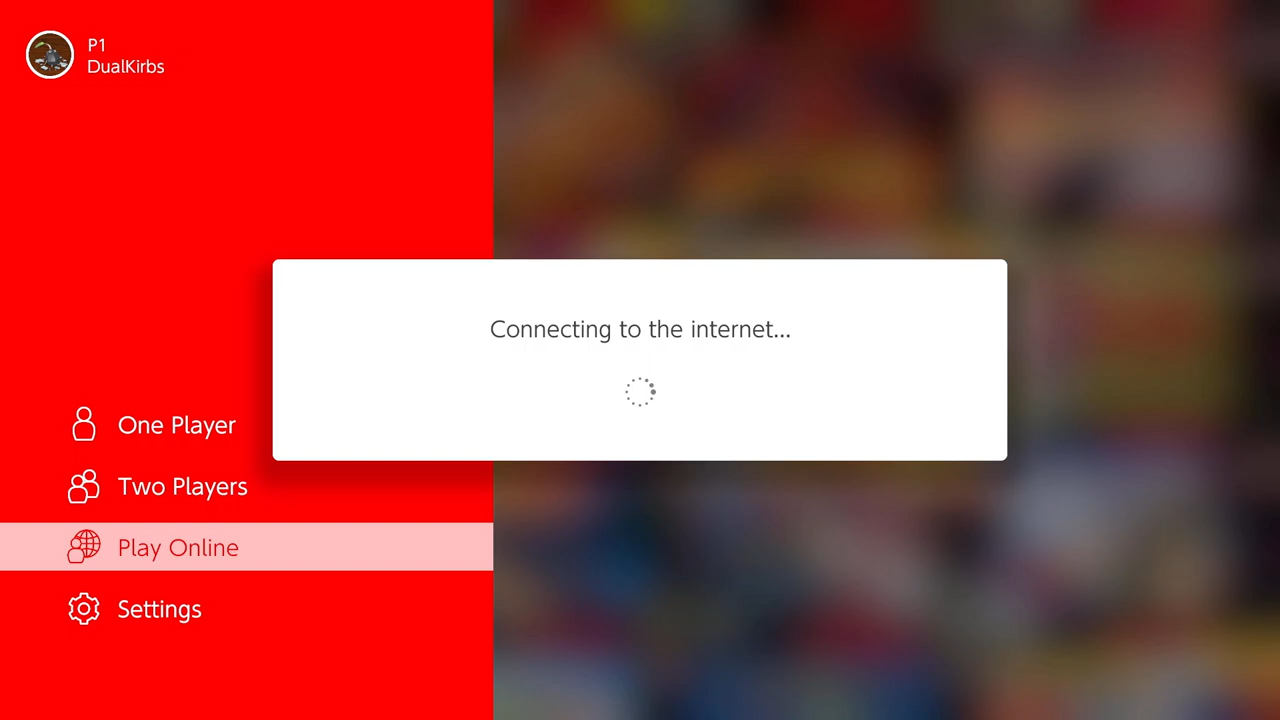 P1
DualKirbs
Connecting to the internet...
One Player
Two Players
Play Online
Settings